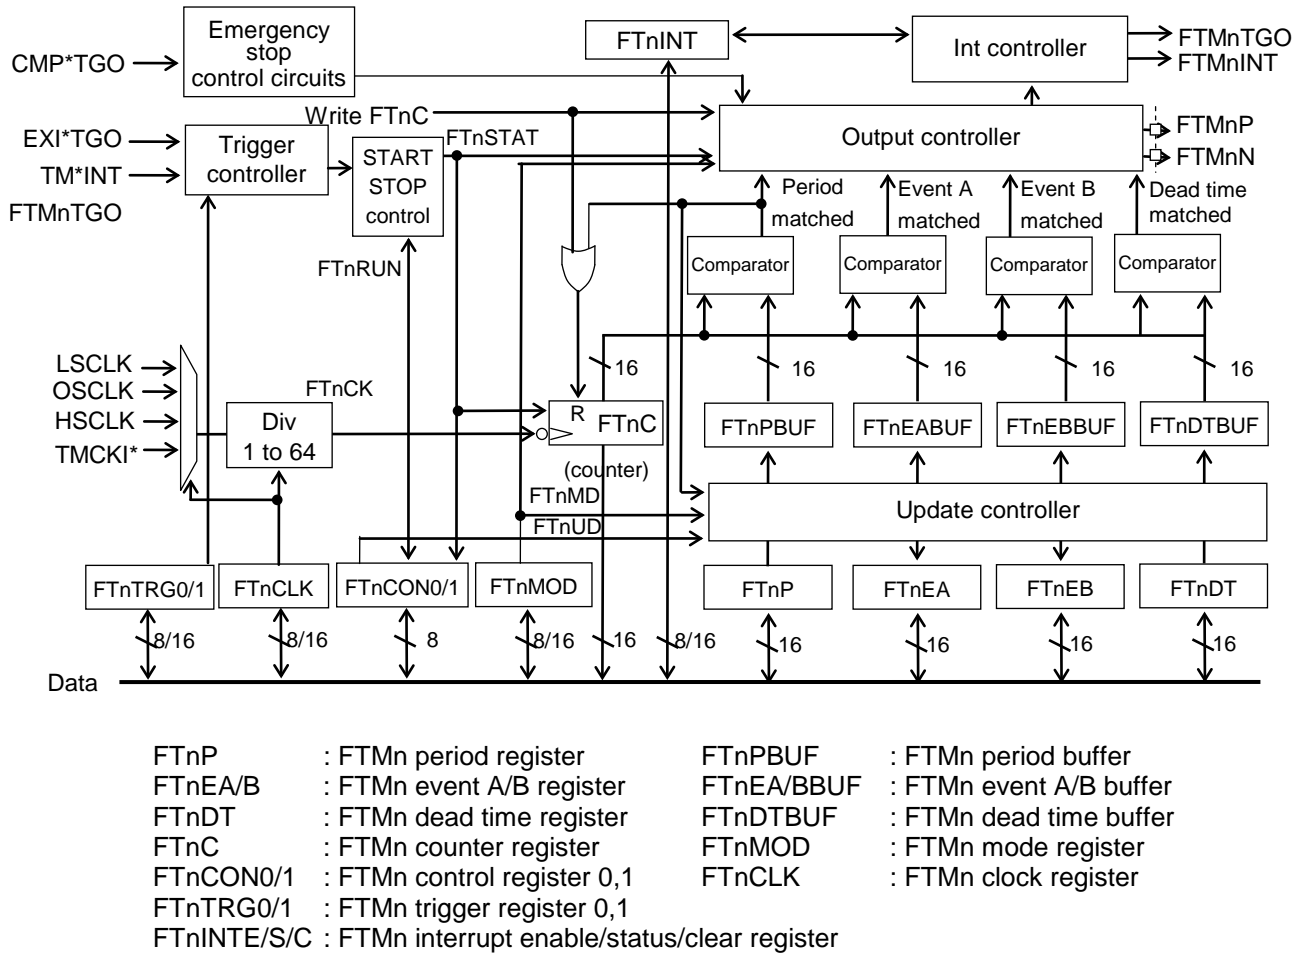 Emergency
stop
control circuits
CMP*TGO
FTnINT
Int controller
FTMnTGO
FTMnINT
Write FTnC
EXI*TGO
TM*INT
FTMnTGO
Trigger
controller
START
STOP
control
FTnSTAT
Output controller
FTMnP
FTMnN
Period
matched
Event A
matched
Event B
matched
Dead time
matched
FTnRUN
Comparator
Comparator
Comparator
Comparator
LSCLK
OSCLK
HSCLK
TMCKI*
FTnCK
Div
1 to 64
16
16
16
16
16
R
FTnC
(counter)
FTnPBUF
FTnEABUF
FTnEBBUF
FTnDTBUF
FTnMD
FTnUD
Update controller
FTnTRG0/1
FTnCLK
FTnCON0/1
FTnMOD
FTnP
FTnEA
FTnEB
FTnDT
8/16
8/16
8
8/16
16
8/16
16
16
16
16
Data
FTnP : FTMn period register
FTnPBUF : FTMn period buffer
FTnEA/B : FTMn event A/B register
FTnEA/BBUF : FTMn event A/B buffer
FTnDT : FTMn dead time register
FTnDTBUF : FTMn dead time buffer
FTnC : FTMn counter register
FTnMOD : FTMn mode register
FTnCON0/1 : FTMn control register 0,1
FTnCLK : FTMn clock register
FTnTRG0/1 : FTMn trigger register 0,1
FTnINTE/S/C : FTMn interrupt enable/status/clear register